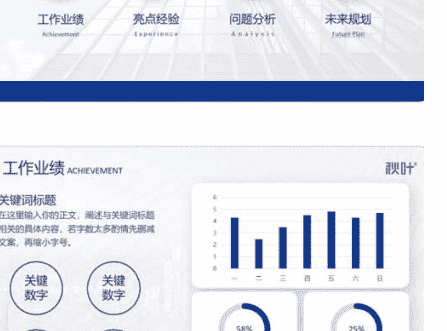 工作业绩 亮点经验 问题分析 未来规划
Achievement Experience Analysis Future Plan
工作业绩 ACHIEVEMENT
秋叶®
关键词标题
在这里输入你的正文，阐述与关键词标题
相关的具体内容，若字数太多酌情先删减
文案，再缩小字号。
关键
数字
关键
数字
6
5
4
3
2
1
0
一 二 三 四 五 六 日
58% 25%